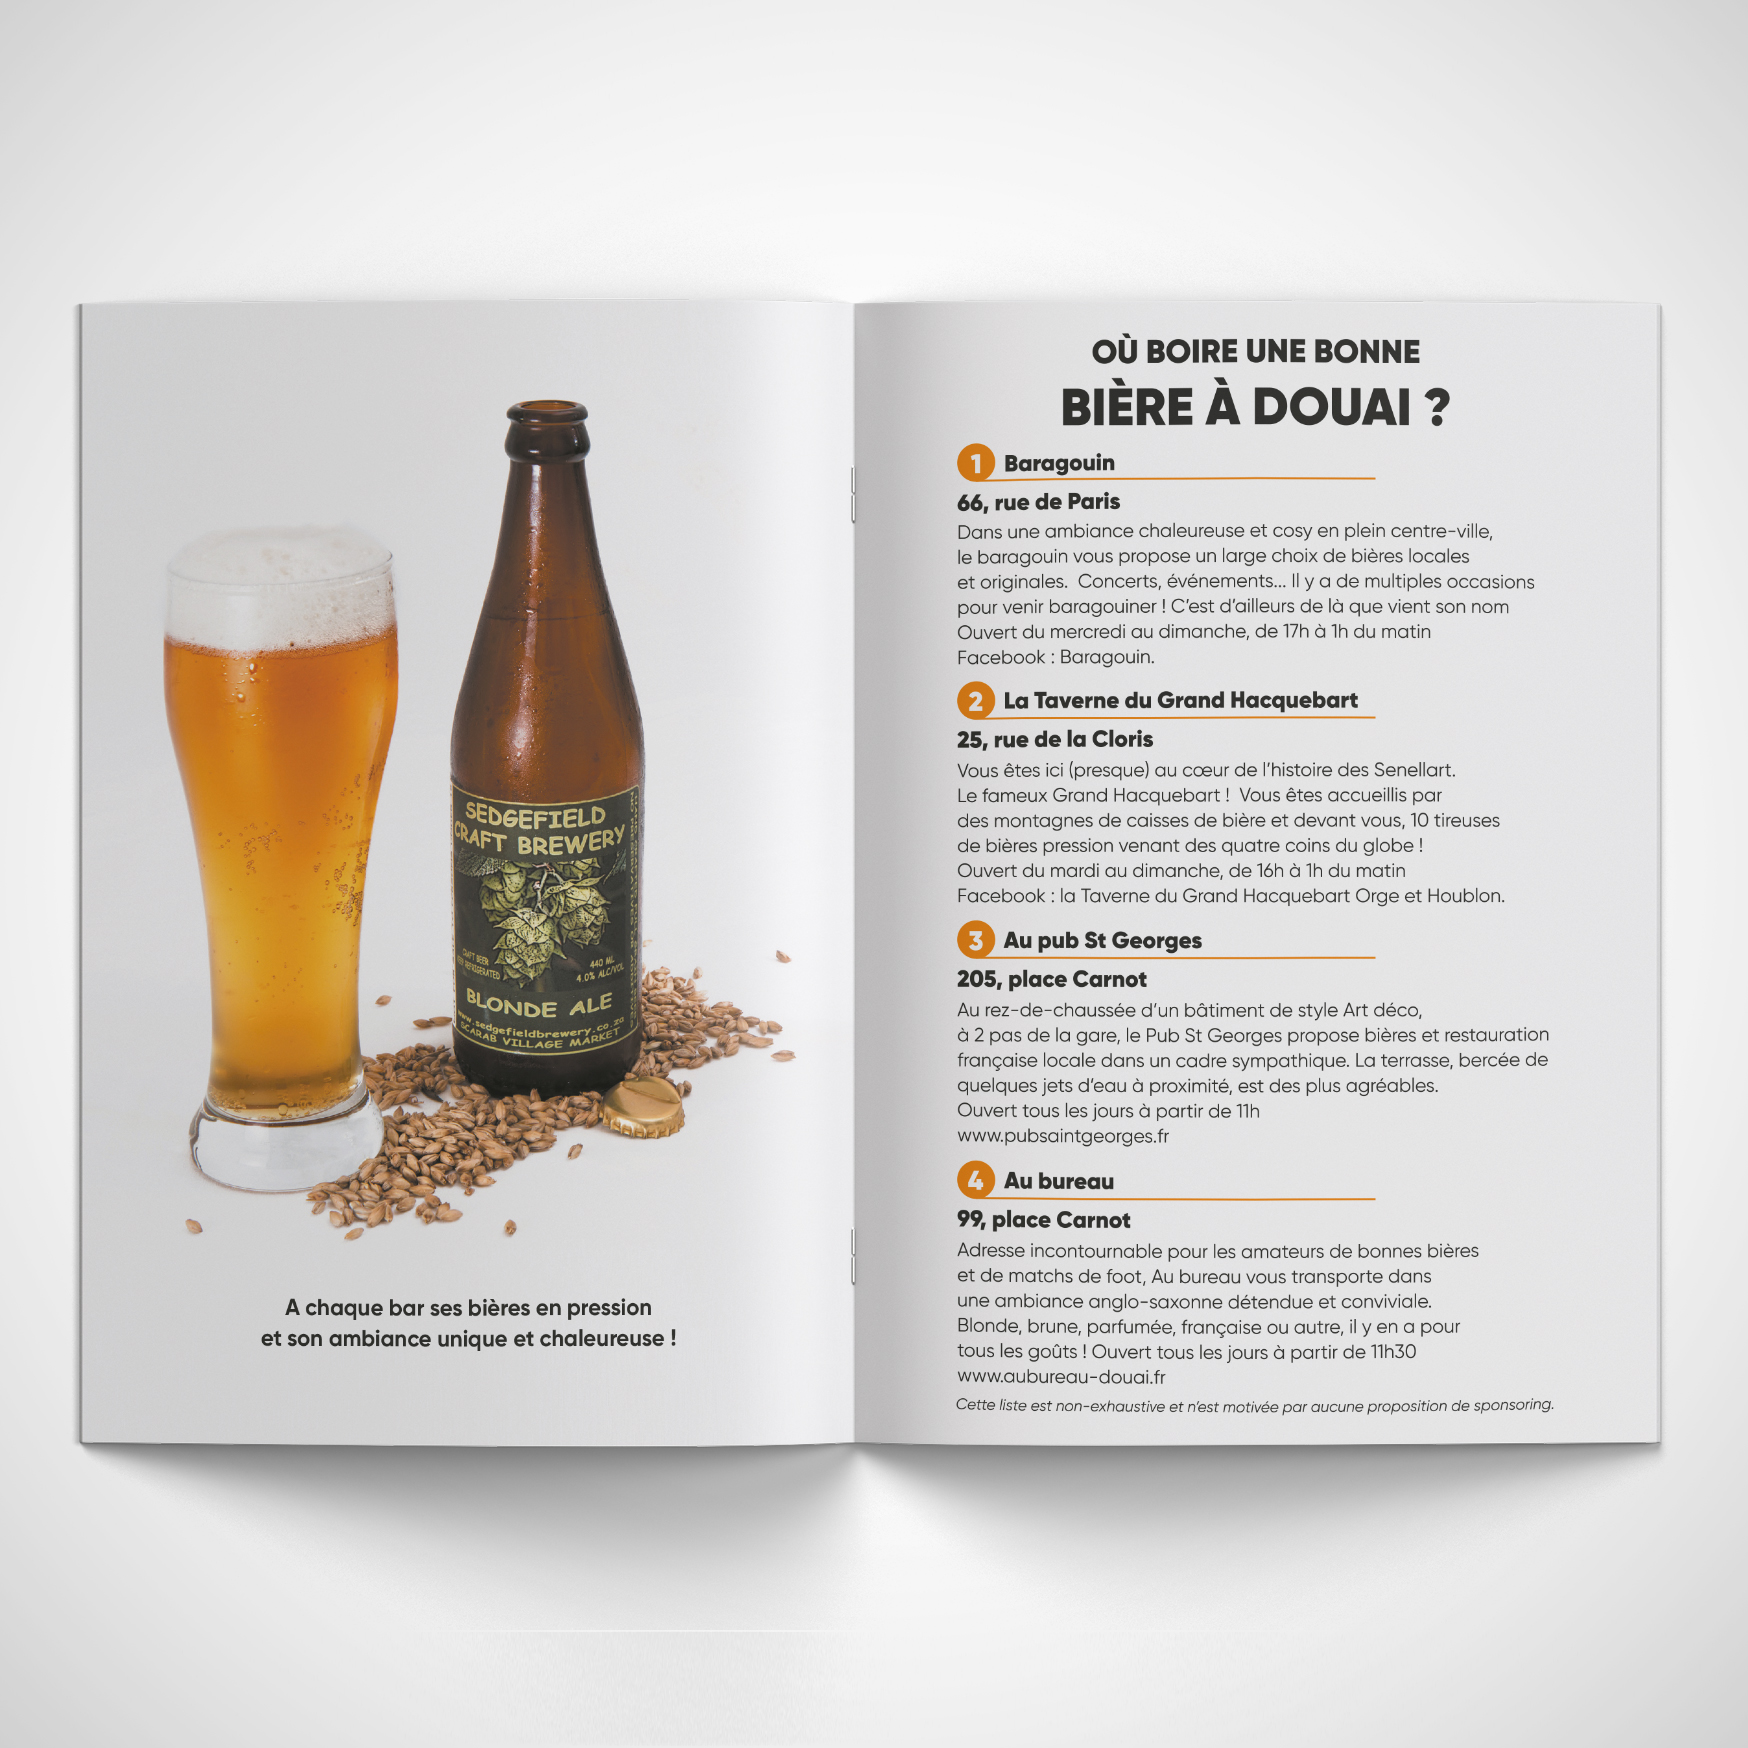 SEDGEFIELD
CRAFT BREWERY
CRAFT BEER
REFRIGERATED
440 ML
4.0% ALC/VOL
BLONDE ALE
www.sedgefieldbrewery.co.za
SCARAB VILLAGE MARKET
A chaque bar ses bières en pression
et son ambiance unique et chaleureuse !
OÙ BOIRE UNE BONNE
BIÈRE À DOUAI ?
1 Baragouin
66, rue de Paris
Dans une ambiance chaleureuse et cosy en plein centre-ville,
le baragouin vous propose un large choix de bières locales
et originales. Concerts, événements... Il y a de multiples occasions
pour venir baragouiner ! C'est d'ailleurs de là que vient son nom
Ouvert du mercredi au dimanche, de 17h à 1h du matin
Facebook : Baragouin.
2 La Taverne du Grand Hacquebart
25, rue de la Cloris
Vous êtes ici (presque) au cœur de l'histoire des Senellart.
Le fameux Grand Hacquebart ! Vous êtes accueillis par
des montagnes de caisses de bière et devant vous, 10 tireuses
de bières pression venant des quatre coins du globe !
Ouvert du mardi au dimanche, de 16h à 1h du matin
Facebook : la Taverne du Grand Hacquebart Orge et Houblon.
3 Au pub St Georges
205, place Carnot
Au rez-de-chaussée d'un bâtiment de style Art déco,
à 2 pas de la gare, le Pub St Georges propose bières et restauration
française locale dans un cadre sympathique. La terrasse, bercée de
quelques jets d'eau à proximité, est des plus agréables.
Ouvert tous les jours à partir de 11h
www.pubsaintgeorges.fr
4 Au bureau
99, place Carnot
Adresse incontournable pour les amateurs de bonnes bières
et de matchs de foot, Au bureau vous transporte dans
une ambiance anglo-saxonne détendue et conviviale.
Blonde, brune, parfumée, française ou autre, il y en a pour
tous les goûts ! Ouvert tous les jours à partir de 11h30
www.aubureau-douai.fr
Cette liste est non-exhaustive et n'est motivée par aucune proposition de sponsoring.